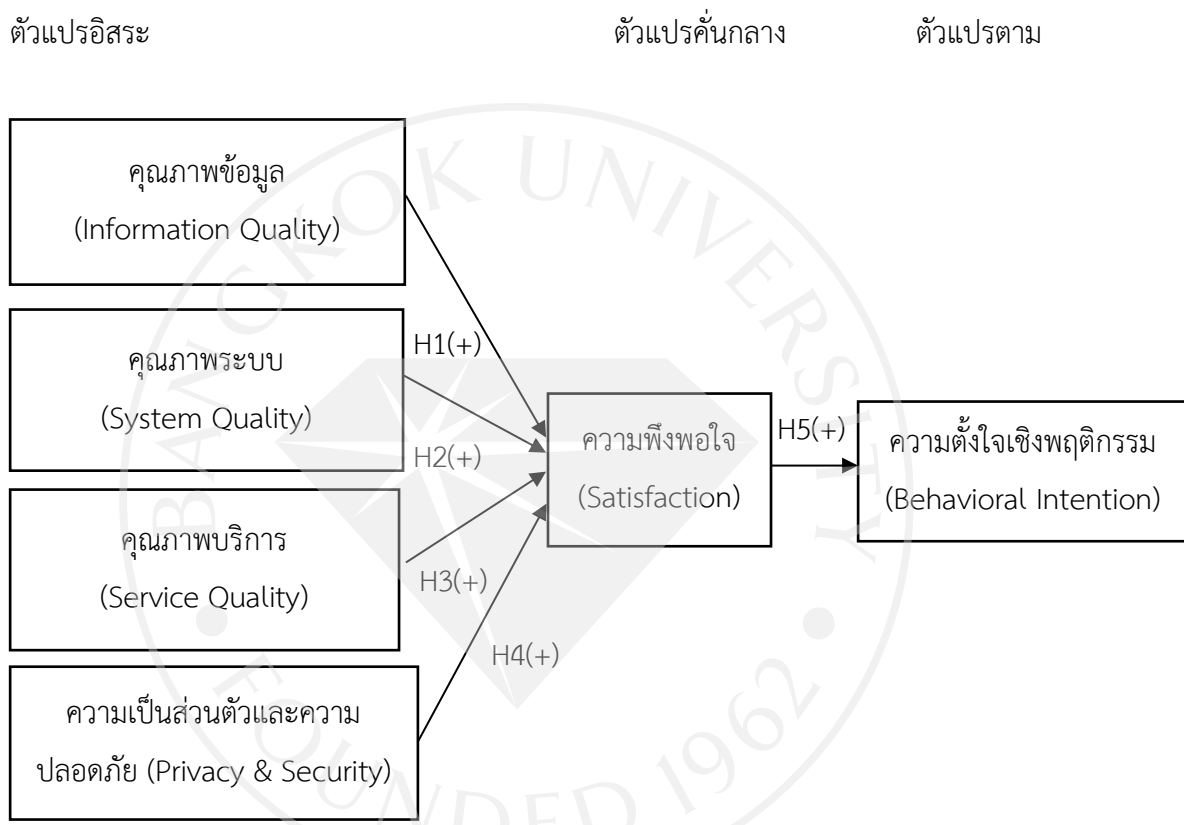 ตัวแปรอิสระ
ตัวแปรคั่นกลาง
ตัวแปรตาม
คุณภาพข้อมูล
(Information Quality)
H1(+)
คุณภาพระบบ
(System Quality)
H2(+)
ความพึงพอใจ
(Satisfaction)
H5(+)
ความตั้งใจเชิงพฤติกรรม
(Behavioral Intention)
คุณภาพบริการ
(Service Quality)
H3(+)
H4(+)
ความเป็นส่วนตัวและความ
ปลอดภัย (Privacy & Security)
BANGKOK UNIVERSITY
FOUNDED 1962